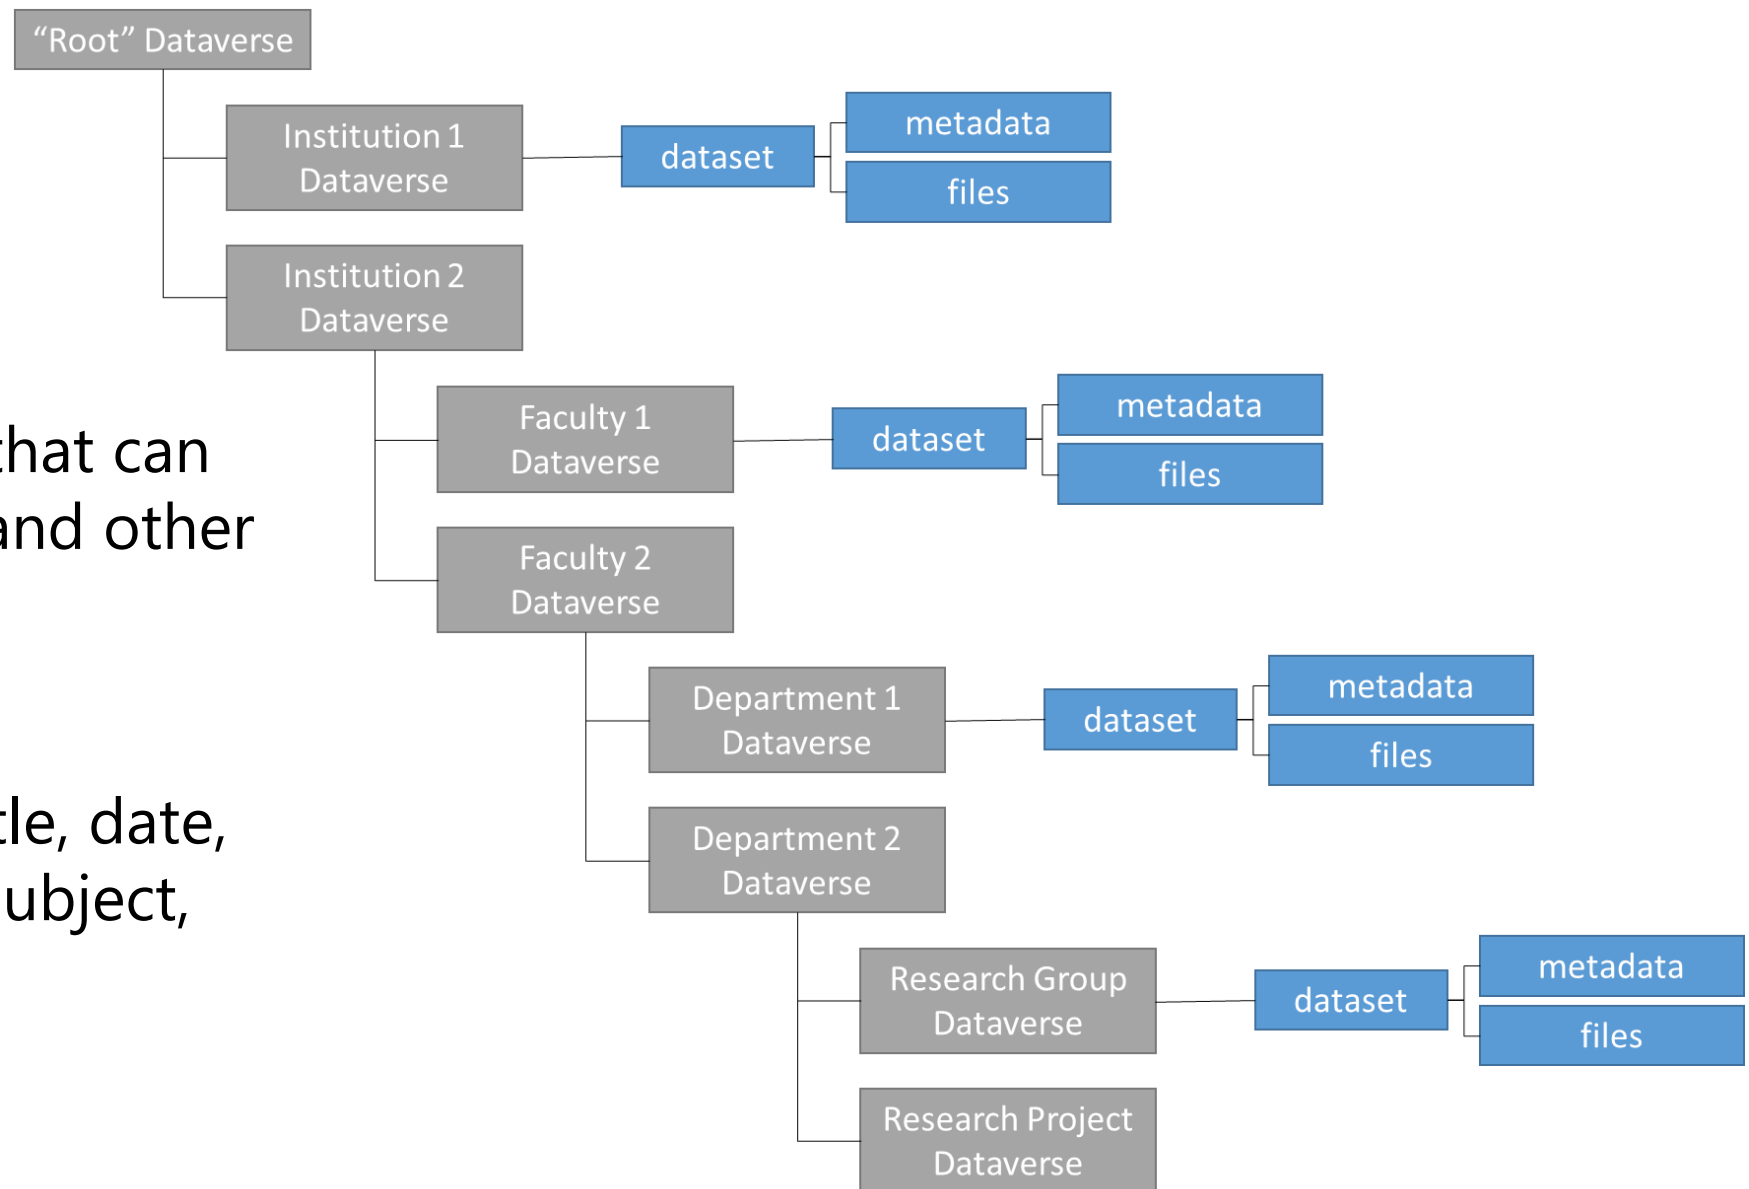 “Root” Dataverse
Institution 1
Dataverse
dataset
metadata
files
Institution 2
Dataverse
that can
and other
Faculty 1
Dataverse
dataset
metadata
files
Faculty 2
Dataverse
Department 1
Dataverse
dataset
metadata
files
tle, date,
ubject,
Department 2
Dataverse
Research Group
Dataverse
dataset
metadata
files
Research Project
Dataverse